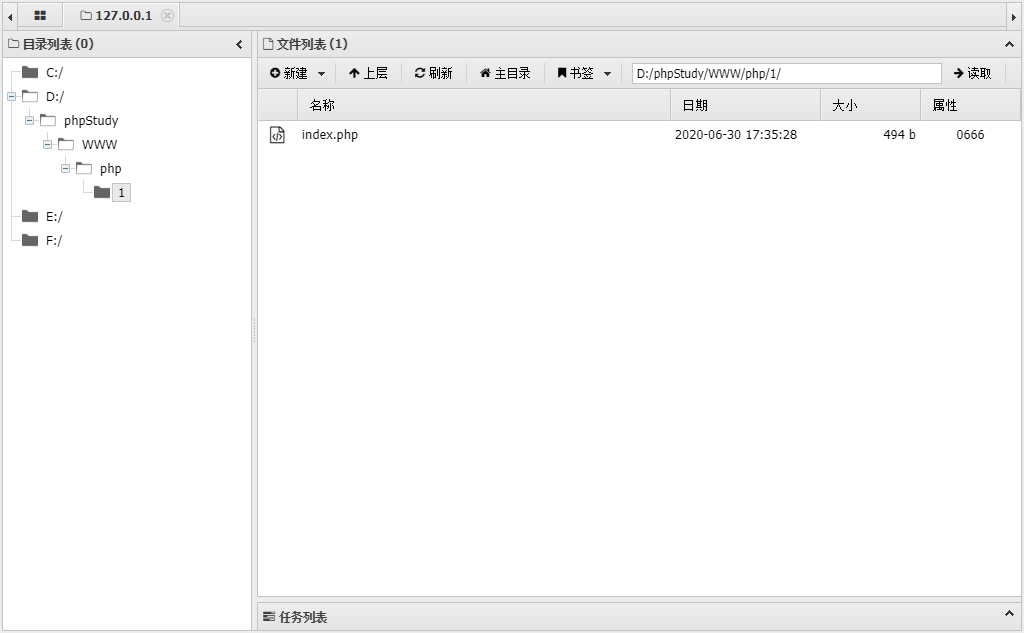 127.0.0.1
目录列表 (0)
C:/
D:/
phpStudy
WWW
php
1
E:/
F:/
文件列表 (1)
新建 上层 刷新 主目录 书签 D:/phpStudy/WWW/php/1/ 读取
名称 日期 大小 属性
index.php 2020-06-30 17:35:28 494 b 0666
任务列表